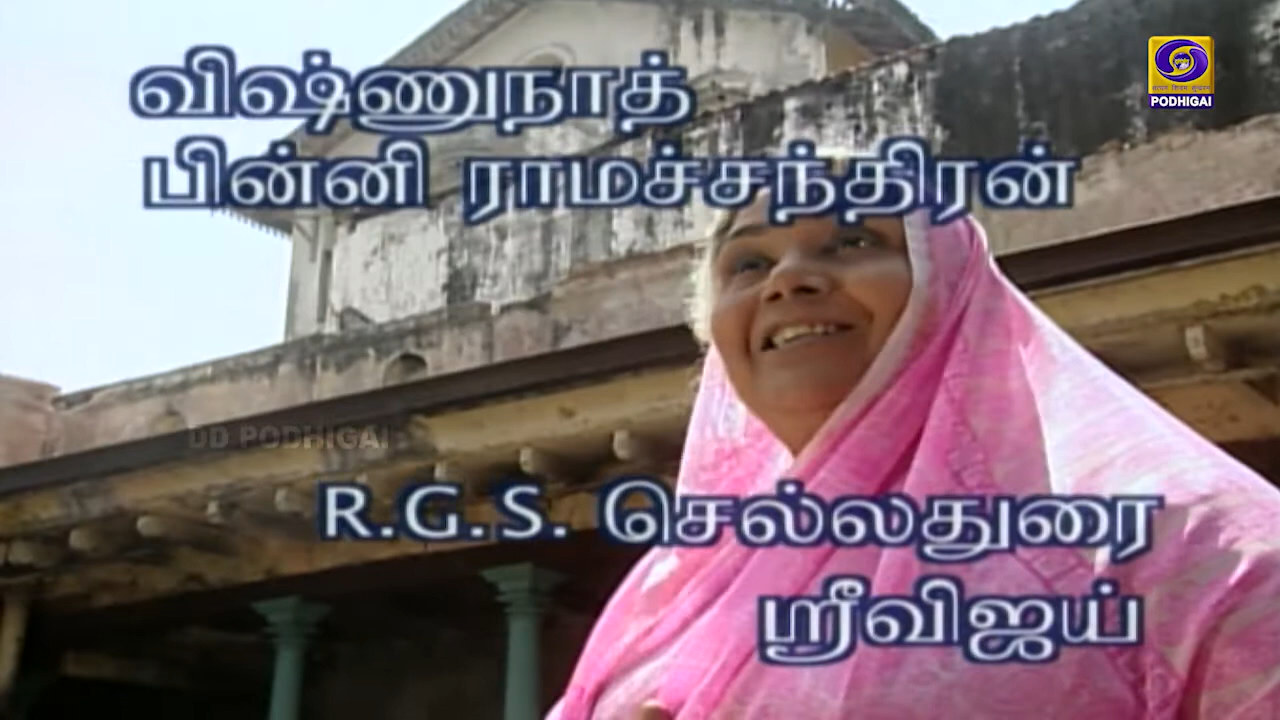 விஷ்ணுநாத்
PODHIGAI
பின்னி ராமச்சந்திரன்
DD PODHIGAI
R.G.S. செல்லதுரை
ஸ்ரீவிஜய்